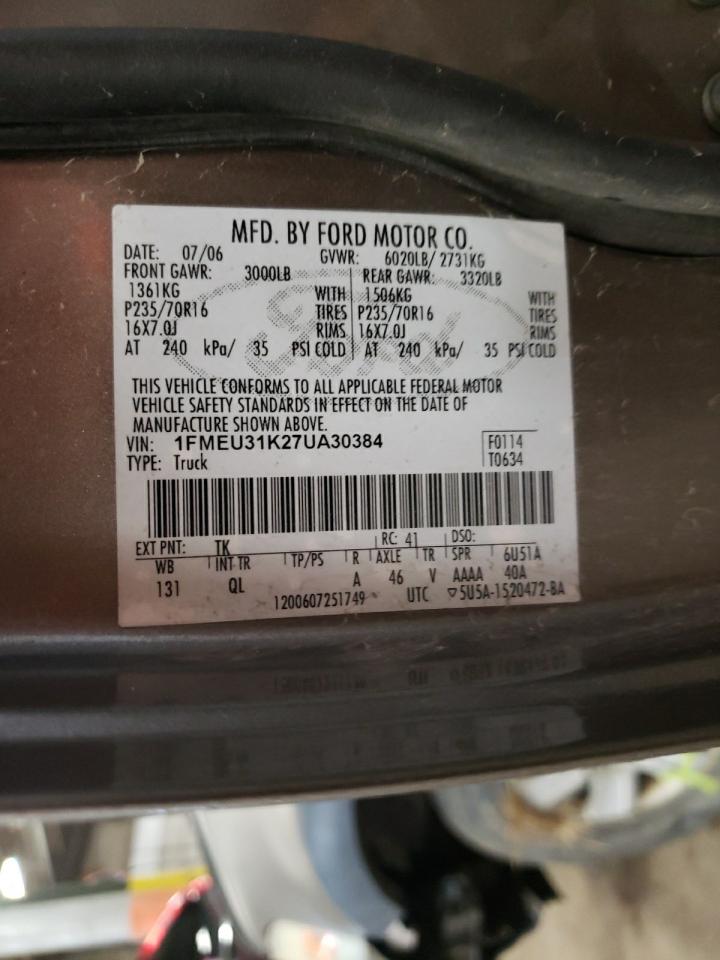 MFD. BY FORD MOTOR CO.
DATE: 07/06 GVWR: 6020LB/ 2731KG
FRONT GAWR: 3000LB REAR GAWR: 3320LB
1361KG WITH 1506KG WITH
P235/70R16 TIRES P235/70R16 TIRES
16X7.0J RIMS 16X7.0J RIMS
AT 240 kPa/ 35 PSI COLD AT 240 kPa/ 35 PSI COLD
Ford
THIS VEHICLE CONFORMS TO ALL APPLICABLE FEDERAL MOTOR
VEHICLE SAFETY STANDARDS IN EFFECT ON THE DATE OF
MANUFACTURE SHOWN ABOVE.
VIN: 1FMEU31K27UA30384 F0114
TYPE: Truck T0634
EXT PNT: TK RC: 41 DSO:
WB INT TR TP/PS R AXLE TR SPR 6U51A
131 QL A 46 V AAAA 40A
1200607251749 UTC ▽5U5A-1520472-BA